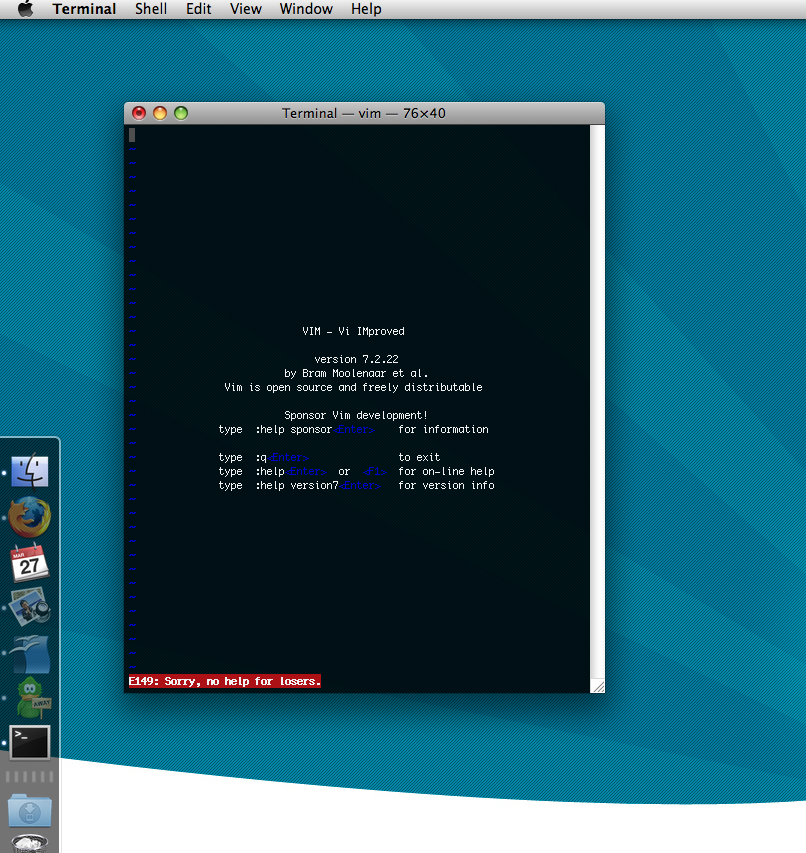 Terminal Shell Edit View Window Help
Terminal — vim — 76×40
VIM - Vi IMproved
version 7.2.22
by Bram Moolenaar et al.
Vim is open source and freely distributable
Sponsor Vim development!
type :help sponsor<Enter> for information
type :q<Enter> to exit
type :help<Enter> or <F1> for on-line help
type :help version7<Enter> for version info
E149: Sorry, no help for losers.
MAR
27
AWAY
>_